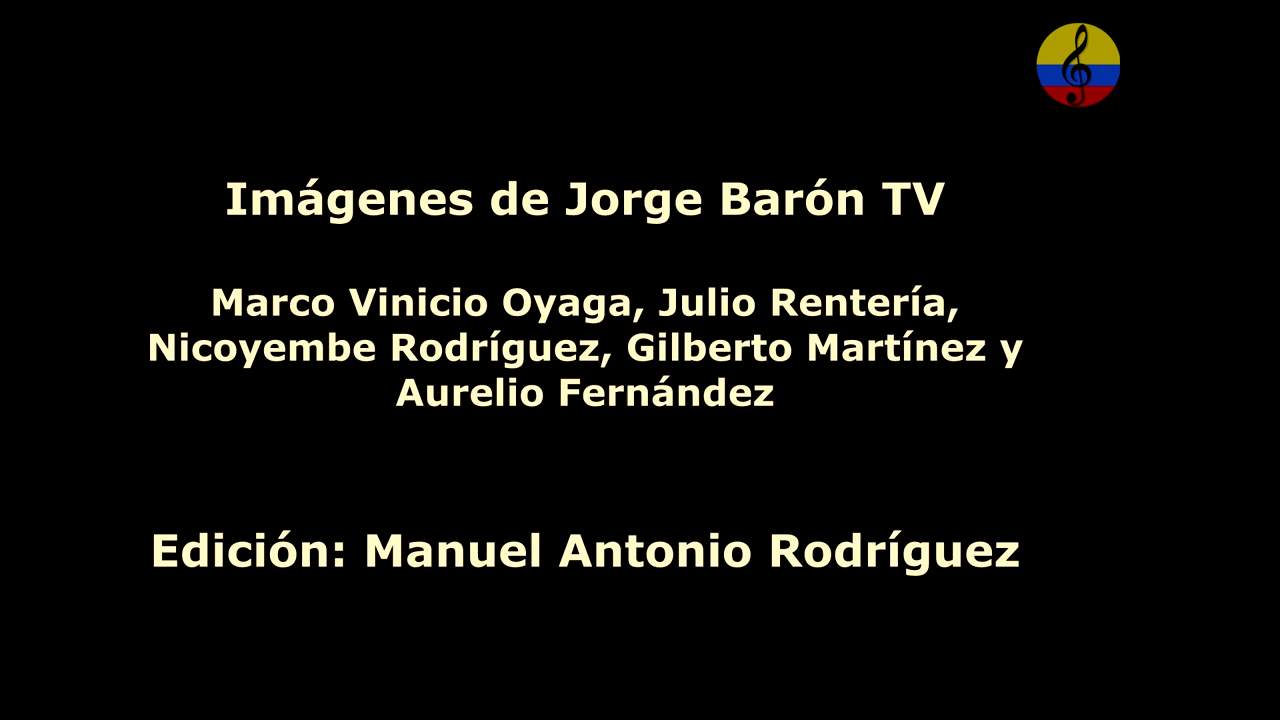 Imágenes de Jorge Barón TV
Marco Vinicio Oyaga, Julio Rentería,
Nicoyembe Rodríguez, Gilberto Martínez y
Aurelio Fernández
Edición: Manuel Antonio Rodríguez